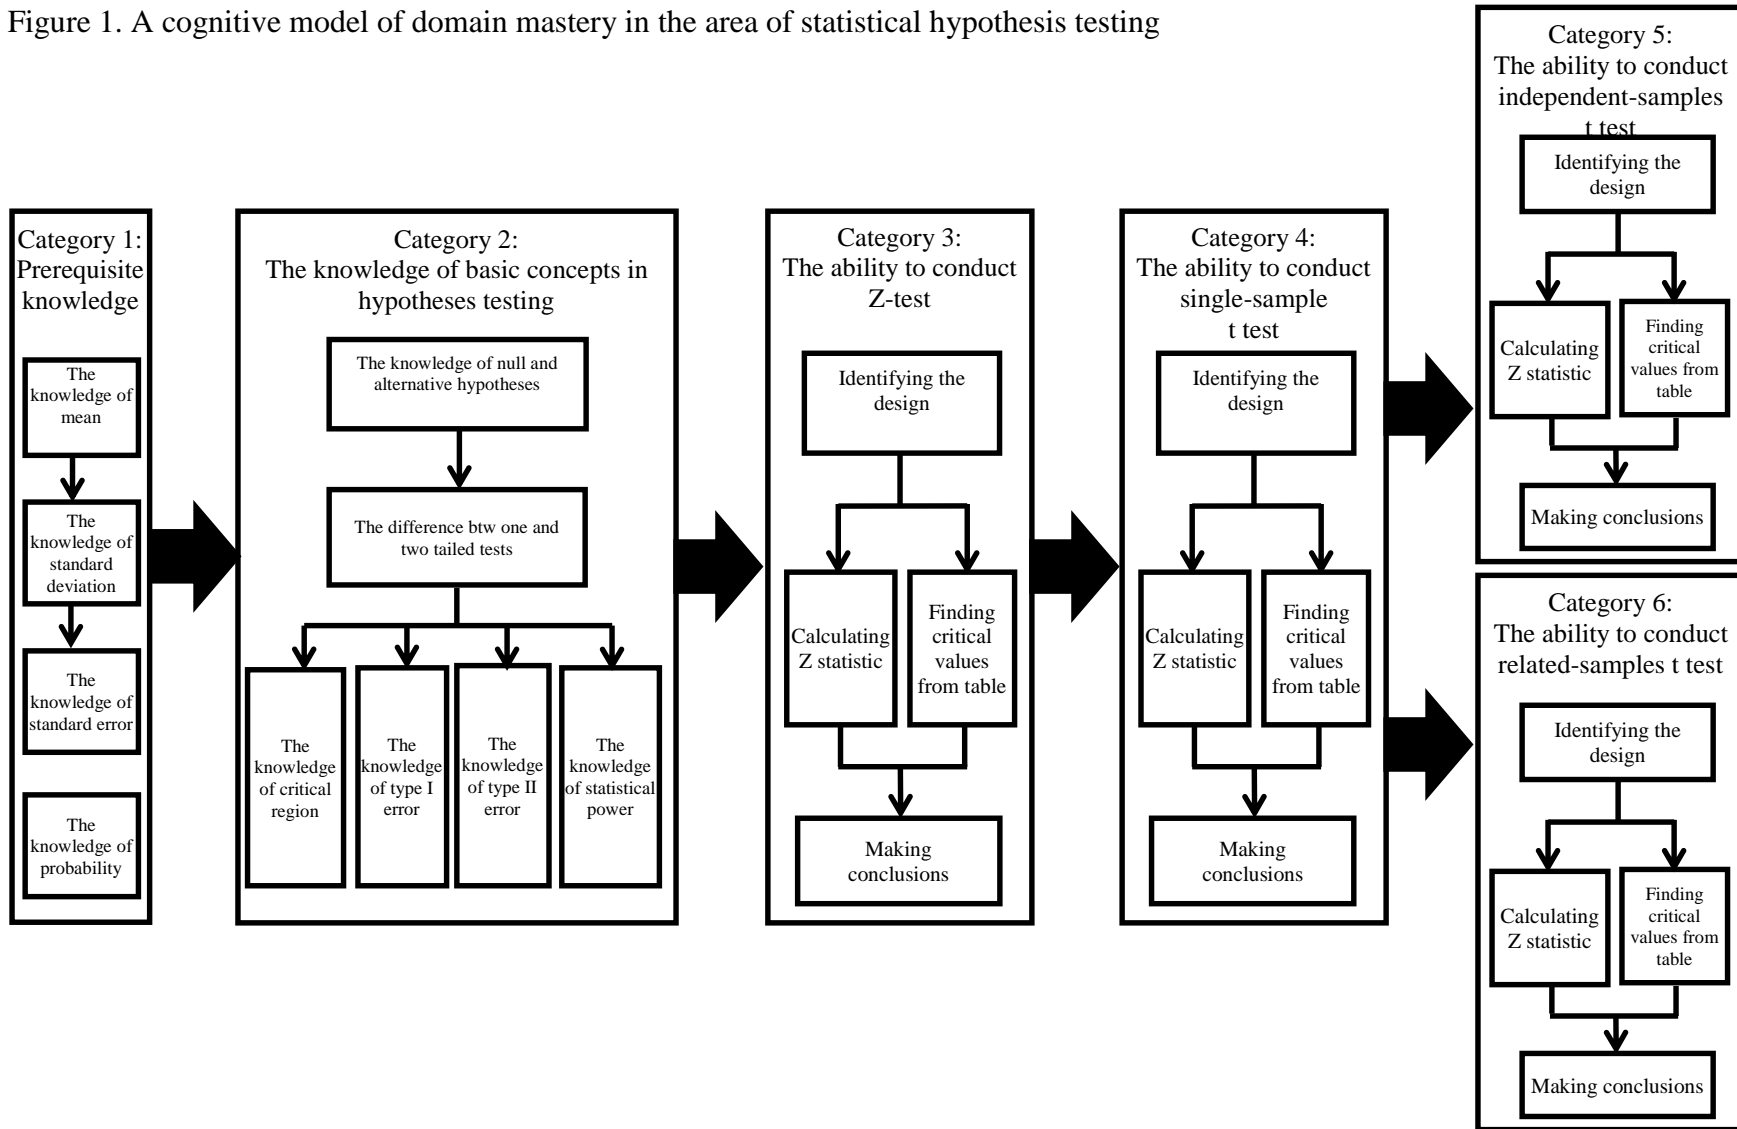 Figure 1. A cognitive model of domain mastery in the area of statistical hypothesis testing
Category 1:
Prerequisite
knowledge
The
knowledge of
mean
The
knowledge of
standard
deviation
The
knowledge of
standard error
The
knowledge of
probability
Category 2:
The knowledge of basic concepts in
hypotheses testing
The knowledge of null and
alternative hypotheses
The difference btw one and
two tailed tests
The
knowledge
of critical
region
The
knowledge
of type I
error
The
knowledge
of type II
error
The
knowledge
of statistical
power
Category 3:
The ability to conduct
Z-test
Identifying the
design
Calculating
Z statistic
Finding
critical
values
from table
Making
conclusions
Category 4:
The ability to conduct
single-sample
t test
Identifying the
design
Calculating
Z statistic
Finding
critical
values
from table
Making
conclusions
Category 5:
The ability to conduct
independent-samples
t test
Identifying the
design
Calculating
Z statistic
Finding
critical
values from
table
Making conclusions
Category 6:
The ability to conduct
related-samples t test
Identifying the
design
Calculating
Z statistic
Finding
critical
values from
table
Making conclusions